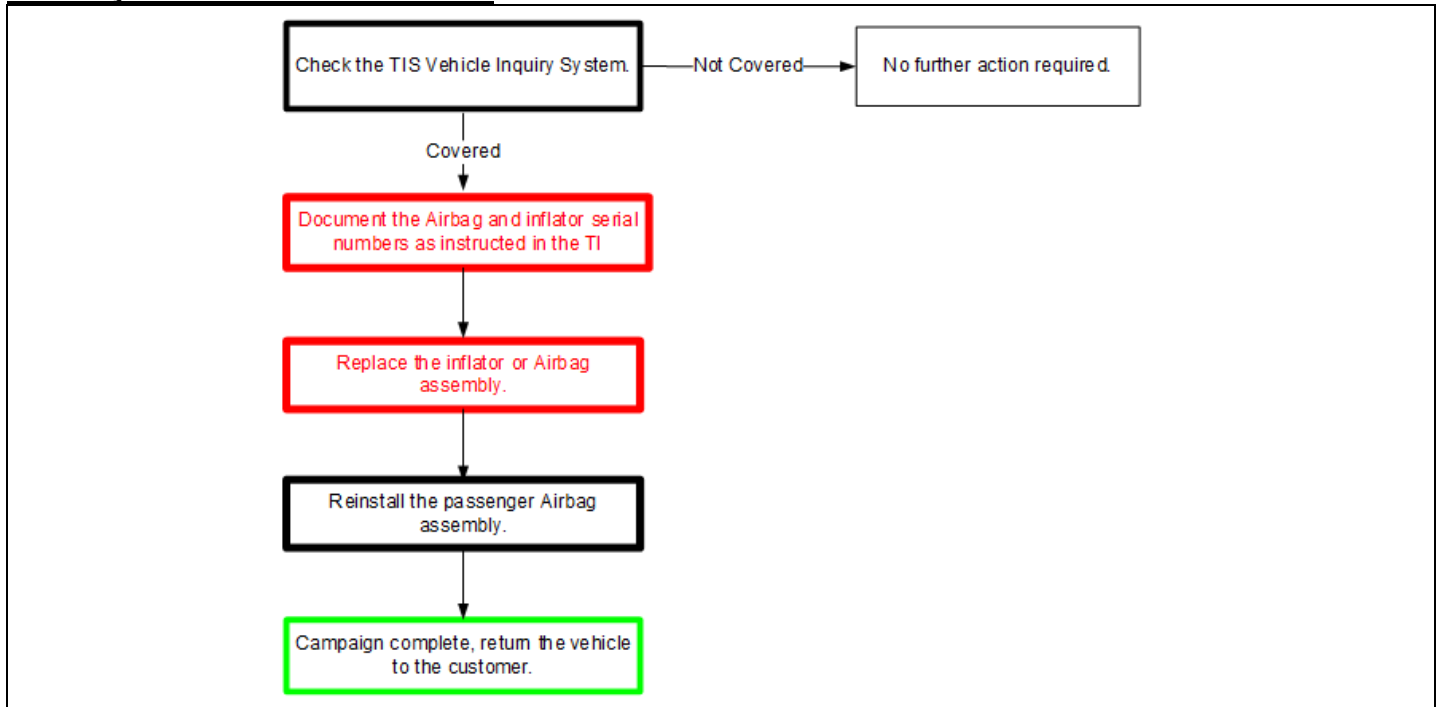 Check the TIS Vehicle Inquiry System.
Not Covered
No further action required.
Covered
Document the Airbag and inflator serial
numbers as instructed in the TI
Replace the inflator or Airbag
assembly.
Reinstall the passenger Airbag
assembly.
Campaign complete, return the vehicle
to the customer.